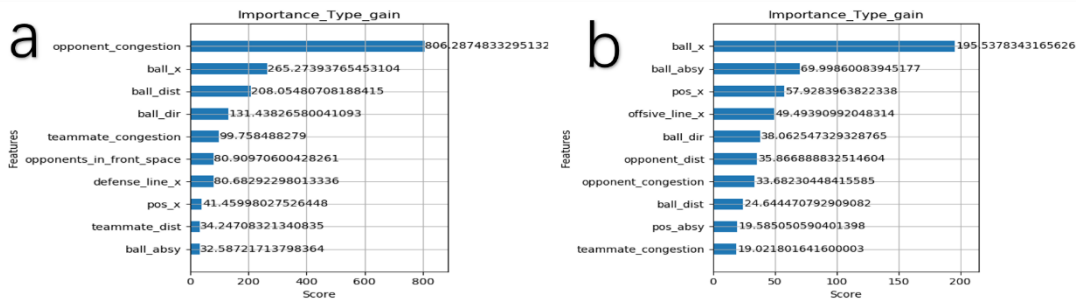 a
Importance_Type_gain
Features
opponent_congestion 806.2874833295132
ball_x 265.27393765453104
ball_dist 208.05480708188415
ball_dir 131.43826580041093
teammate_congestion 99.758488279
opponents_in_front_space 80.90970600428261
defense_line_x 80.68292298013336
pos_x 41.45998027526448
teammate_dist 34.24708321340835
ball_absy 32.58721713798364
0 200 400 600 800
Score
b
Importance_Type_gain
Features
ball_x 195.5378343165626
ball_absy 69.99860083945177
pos_x 57.9283963822338
offsive_line_x 49.49390992048314
ball_dir 38.062547329328765
opponent_dist 35.866888832514604
opponent_congestion 33.68230448415585
ball_dist 24.644470792909082
pos_absy 19.585050590401398
teammate_congestion 19.021801641600003
0 50 100 150 200
Score